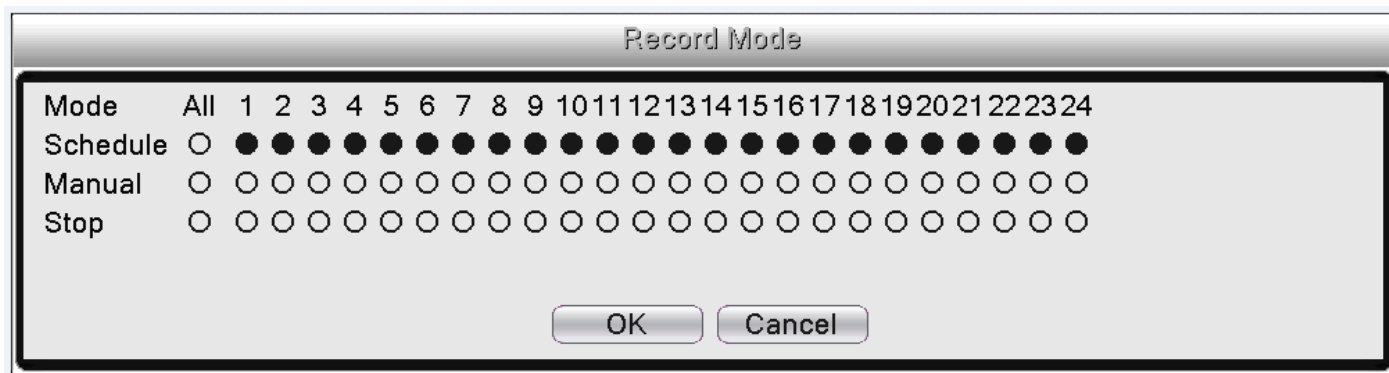 Record Mode
Mode All 1 2 3 4 5 6 7 8 9 10 11 12 13 14 15 16 17 18 19 20 21 22 23 24
Schedule
Manual
Stop
OK Cancel